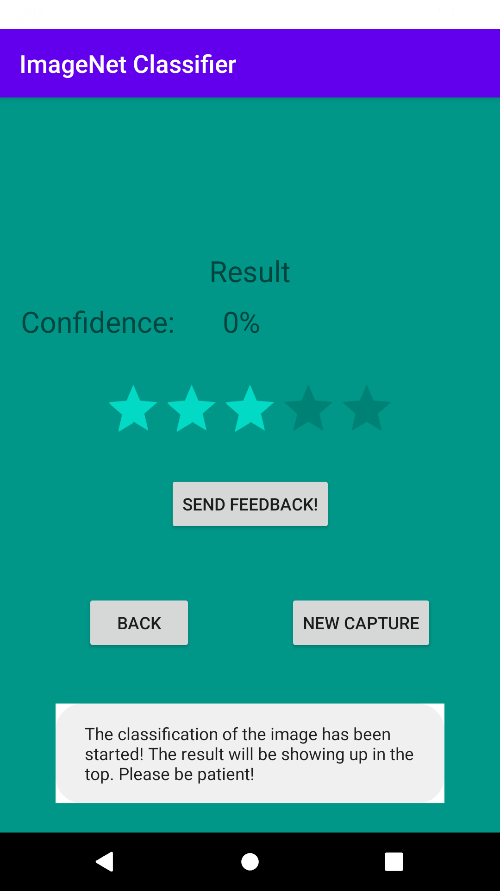 ImageNet Classifier
Result
Confidence: 0%
SEND FEEDBACK!
BACK NEW CAPTURE
The classification of the image has been
started! The result will be showing up in the
top. Please be patient!